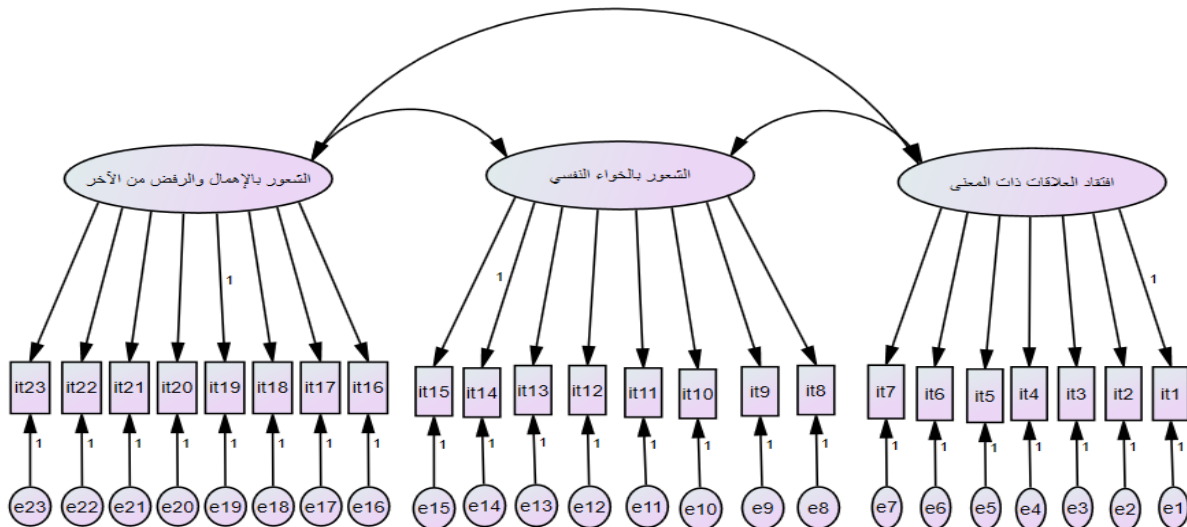 الشعور بالإهمال والرفض من الآخر
الشعور بالخواء النفسي
افتقاد العلاقات ذات المعنى
1 1 1
it23 it22 it21 it20 it19 it18 it17 it16 it15 it14 it13 it12 it11 it10 it9 it8 it7 it6 it5 it4 it3 it2 it1
1 1 1 1 1 1 1 1 1 1 1 1 1 1 1 1 1 1 1 1 1 1 1
e23 e22 e21 e20 e19 e18 e17 e16 e15 e14 e13 e12 e11 e10 e9 e8 e7 e6 e5 e4 e3 e2 e1